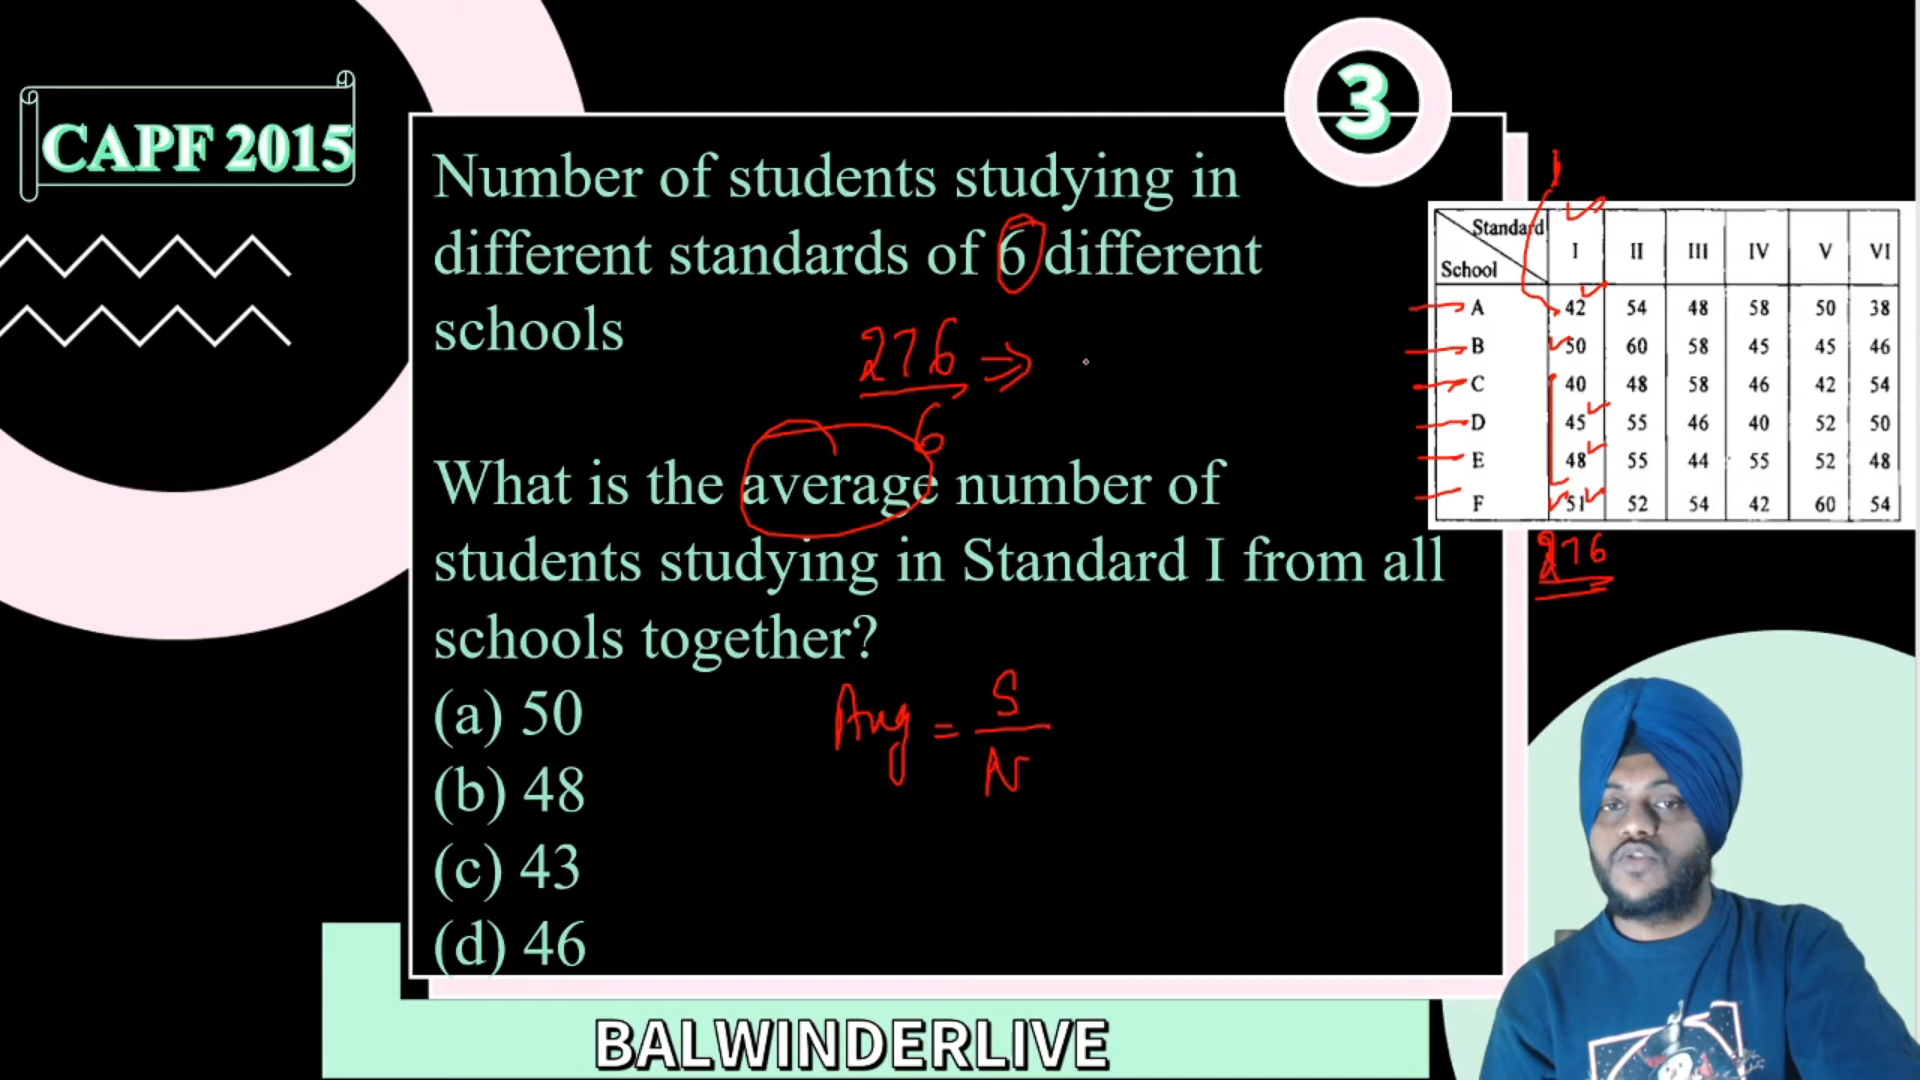 CAPF 2015
3
Number of students studying in
different standards of 6 different
schools
276 ⇒
6
What is the average number of
students studying in Standard I from all
schools together?
(a) 50
(b) 48
(c) 43
(d) 46
Avg = S
N
Standard I II III IV V VI
School
A 42 54 48 58 50 38
B 50 60 58 45 45 46
C 40 48 58 46 42 54
D 45 55 46 40 52 50
E 48 55 44 55 52 48
F 51 52 54 42 60 54
276
BALWINDERLIVE